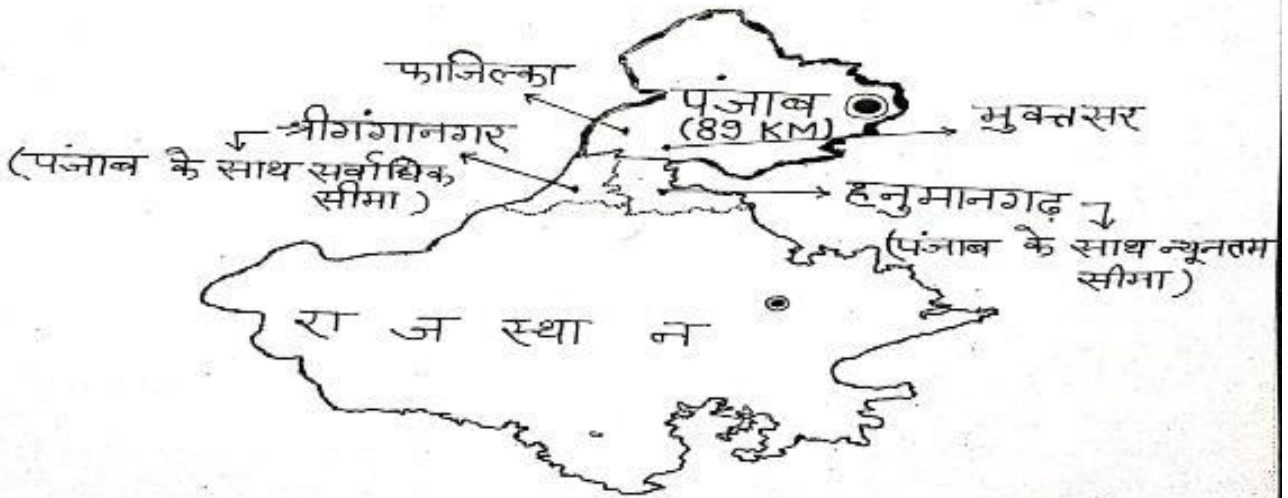 फाजिल्का
पंजाब
(89 KM)
मुक्तसर
श्रीगंगानगर
(पंजाब के साथ सर्वाधिक
सीमा)
हनुमानगढ़
(पंजाब के साथ न्यूनतम
सीमा)
रा ज स्था न